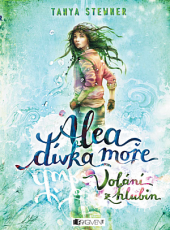 TANYA STEWNER
Alea
dívka moře
Volání
z hlubin
FRAGMENT